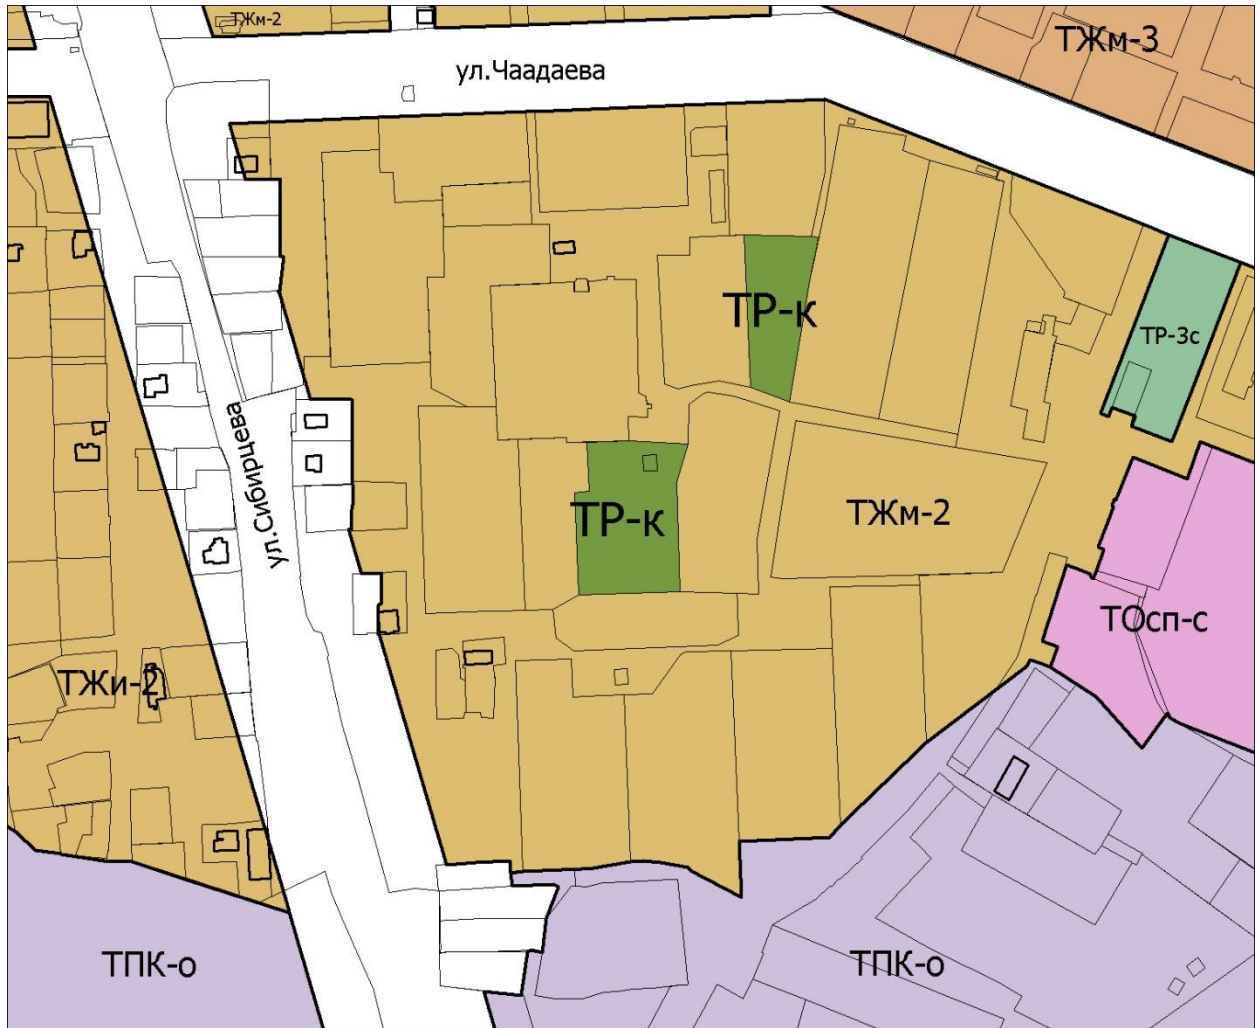 ТЖм-2
ТЖм-3
ул.Чаадаева
ТР-к
ТР-3с
ул.Сибирцева
ТР-к
ТЖм-2
ТОсп-с
ТЖи-2
ТПК-о
ТПК-о